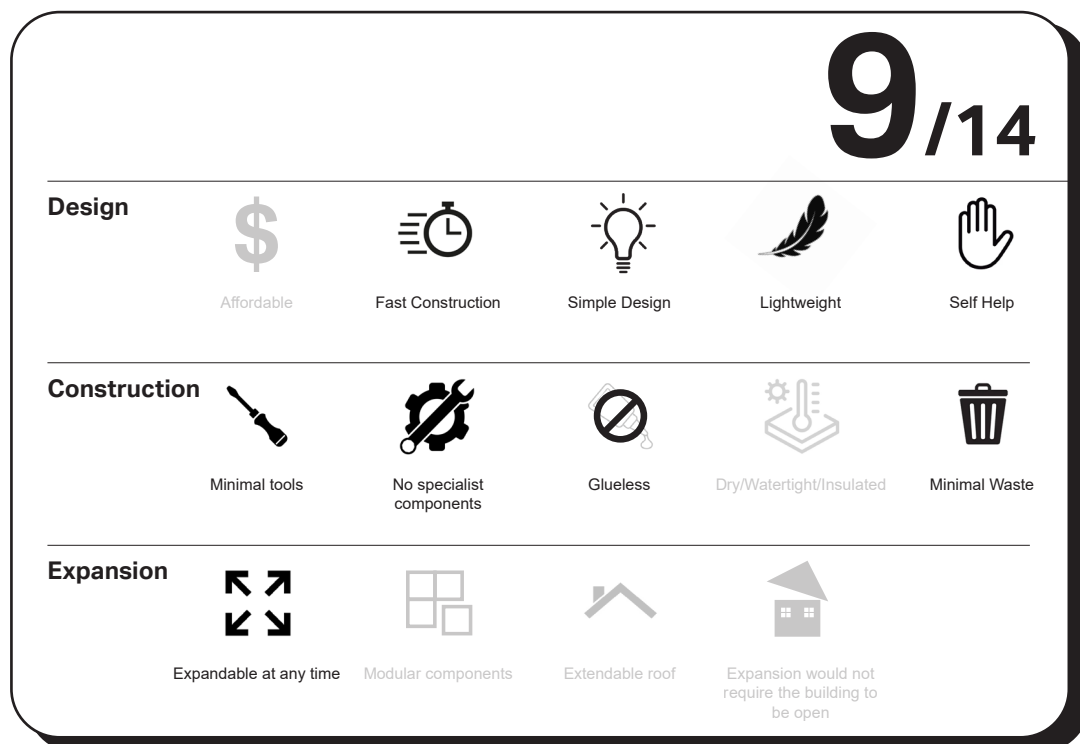 9/14
Design
$
Affordable
Fast Construction
Simple Design
Lightweight
Self Help
Construction
Minimal tools
No specialist
components
Glueless
Dry/Watertight/Insulated
Minimal Waste
Expansion
Expandable at any time
Modular components
Extendable roof
Expansion would not
require the building to
be open